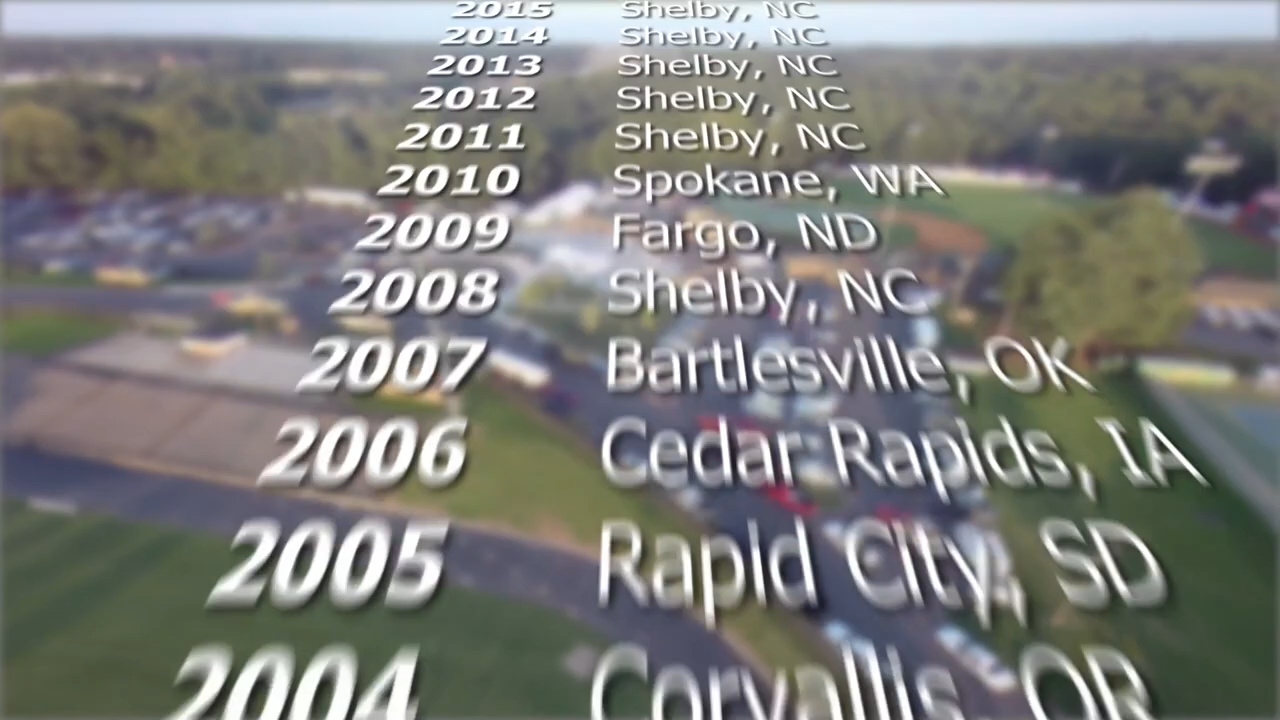 2015 Shelby, NC
2014 Shelby, NC
2013 Shelby, NC
2012 Shelby, NC
2011 Shelby, NC
2010 Spokane, WA
2009 Fargo, ND
2008 Shelby, NC
2007 Bartlesville, OK
2006 Cedar Rapids, IA
2005 Rapid City, SD
2004 Corvallis, OR